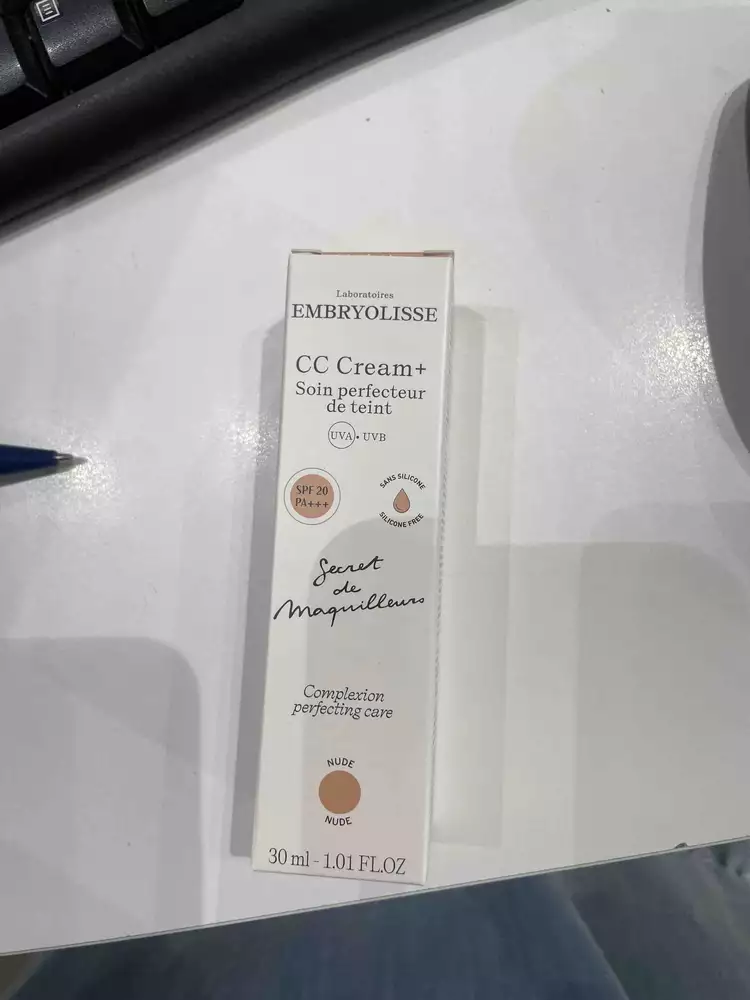 Laboratoires
EMBRYOLISSE
CC Cream+
Soin perfecteur
de teint
UVA • UVB
SPF 20
PA+++
SANS SILICONE
SILICONE FREE
Secret
de
Maquilleurs
Complexion
perfecting care
NUDE
NUDE
30 ml - 1.01 FL.OZ